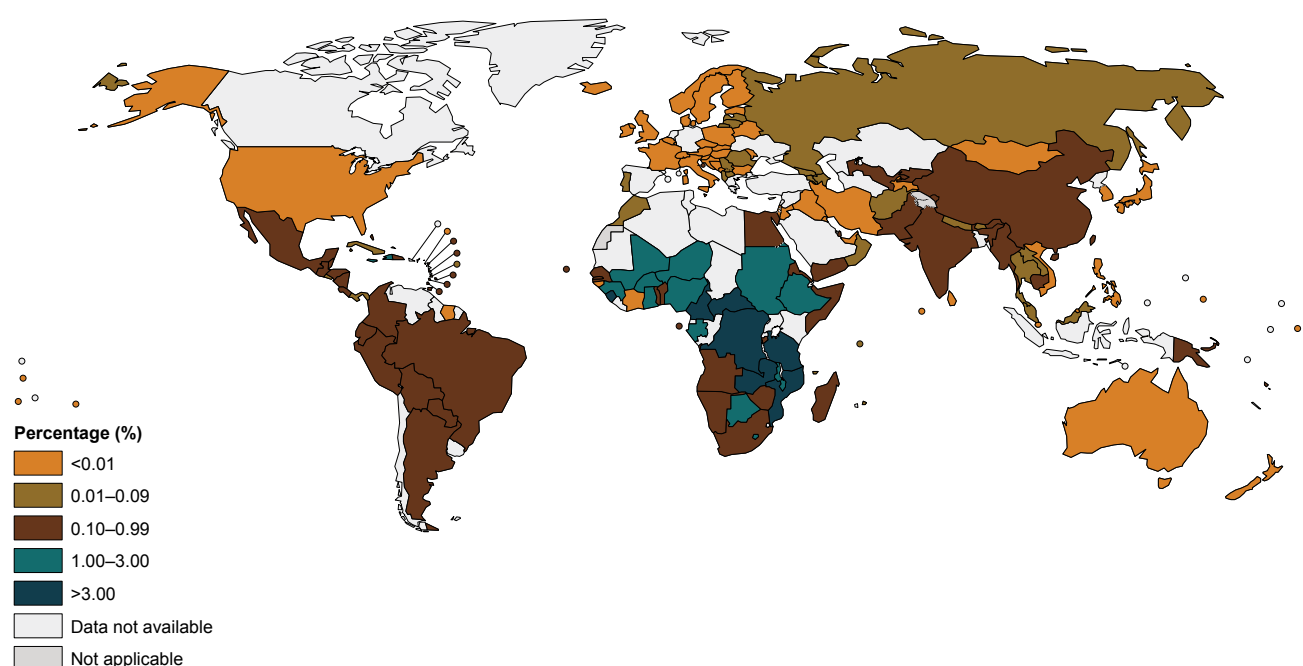 Percentage (%)
<0.01
0.01–0.09
0.10–0.99
1.00–3.00
>3.00
Data not available
Not applicable